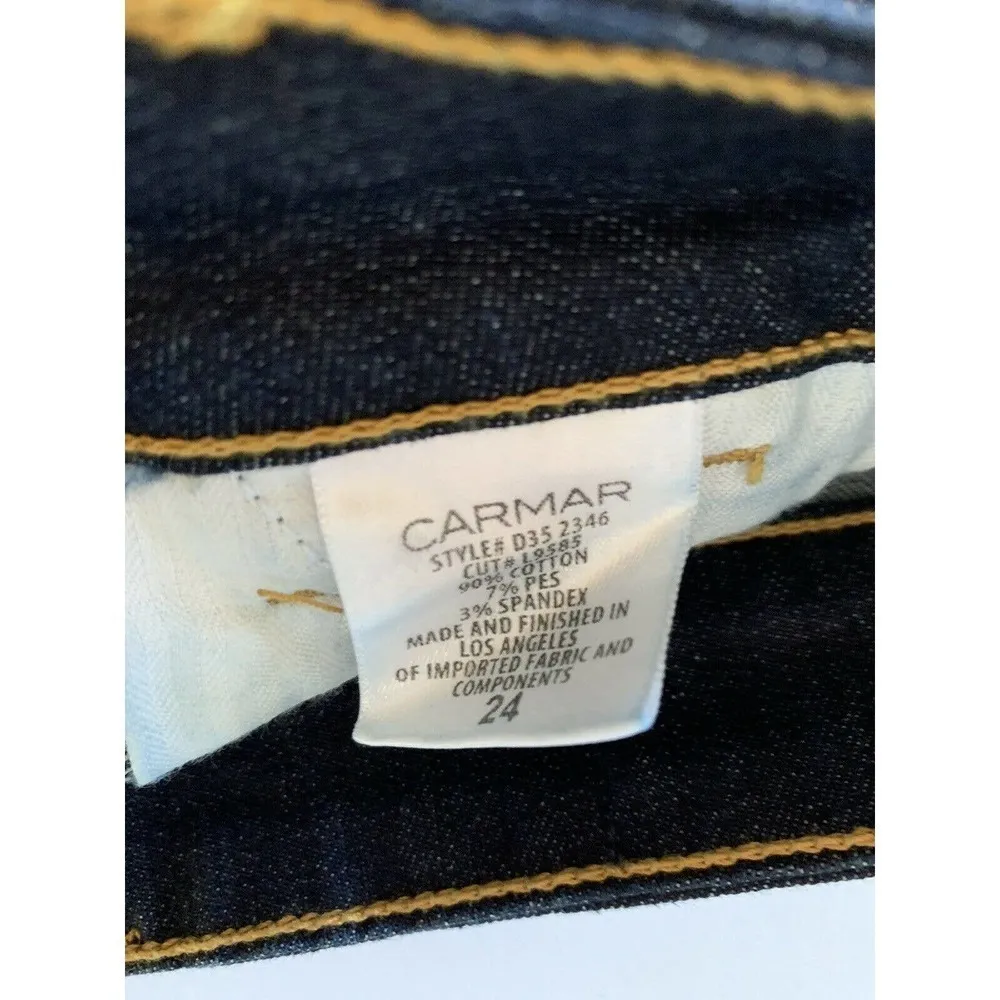 CARMAR
STYLE# D35 2346
CUT# L9585
90% COTTON
7% PES
3% SPANDEX
MADE AND FINISHED IN
LOS ANGELES
OF IMPORTED FABRIC AND
COMPONENTS
24